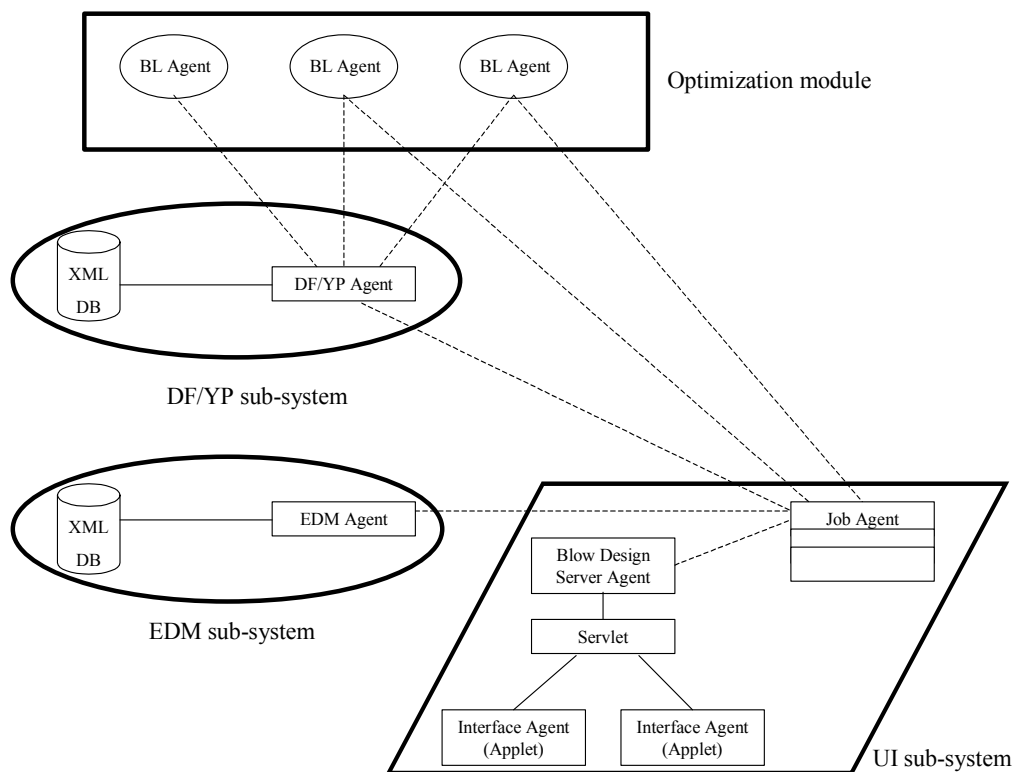 BL Agent
BL Agent
BL Agent
Optimization module
XML
DB
DF/YP Agent
DF/YP sub-system
XML
DB
EDM Agent
EDM sub-system
Job Agent
Blow Design
Server Agent
Servlet
Interface Agent
(Applet)
Interface Agent
(Applet)
UI sub-system